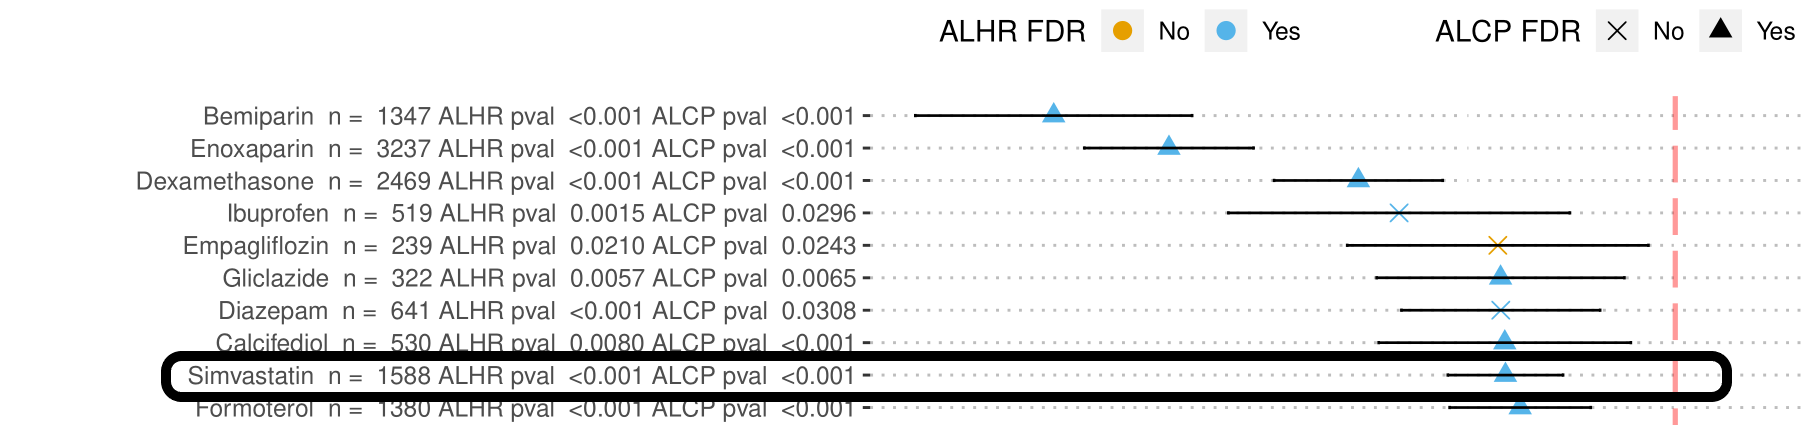 ALHR FDR No Yes ALCP FDR No Yes
Bemiparin n = 1347 ALHR pval <0.001 ALCP pval <0.001
Enoxaparin n = 3237 ALHR pval <0.001 ALCP pval <0.001
Dexamethasone n = 2469 ALHR pval <0.001 ALCP pval <0.001
Ibuprofen n = 519 ALHR pval 0.0015 ALCP pval 0.0296
Empagliflozin n = 239 ALHR pval 0.0210 ALCP pval 0.0243
Gliclazide n = 322 ALHR pval 0.0057 ALCP pval 0.0065
Diazepam n = 641 ALHR pval <0.001 ALCP pval 0.0308
Calcifediol n = 530 ALHR pval 0.0080 ALCP pval <0.001
Simvastatin n = 1588 ALHR pval <0.001 ALCP pval <0.001
Formoterol n = 1380 ALHR pval <0.001 ALCP pval <0.001